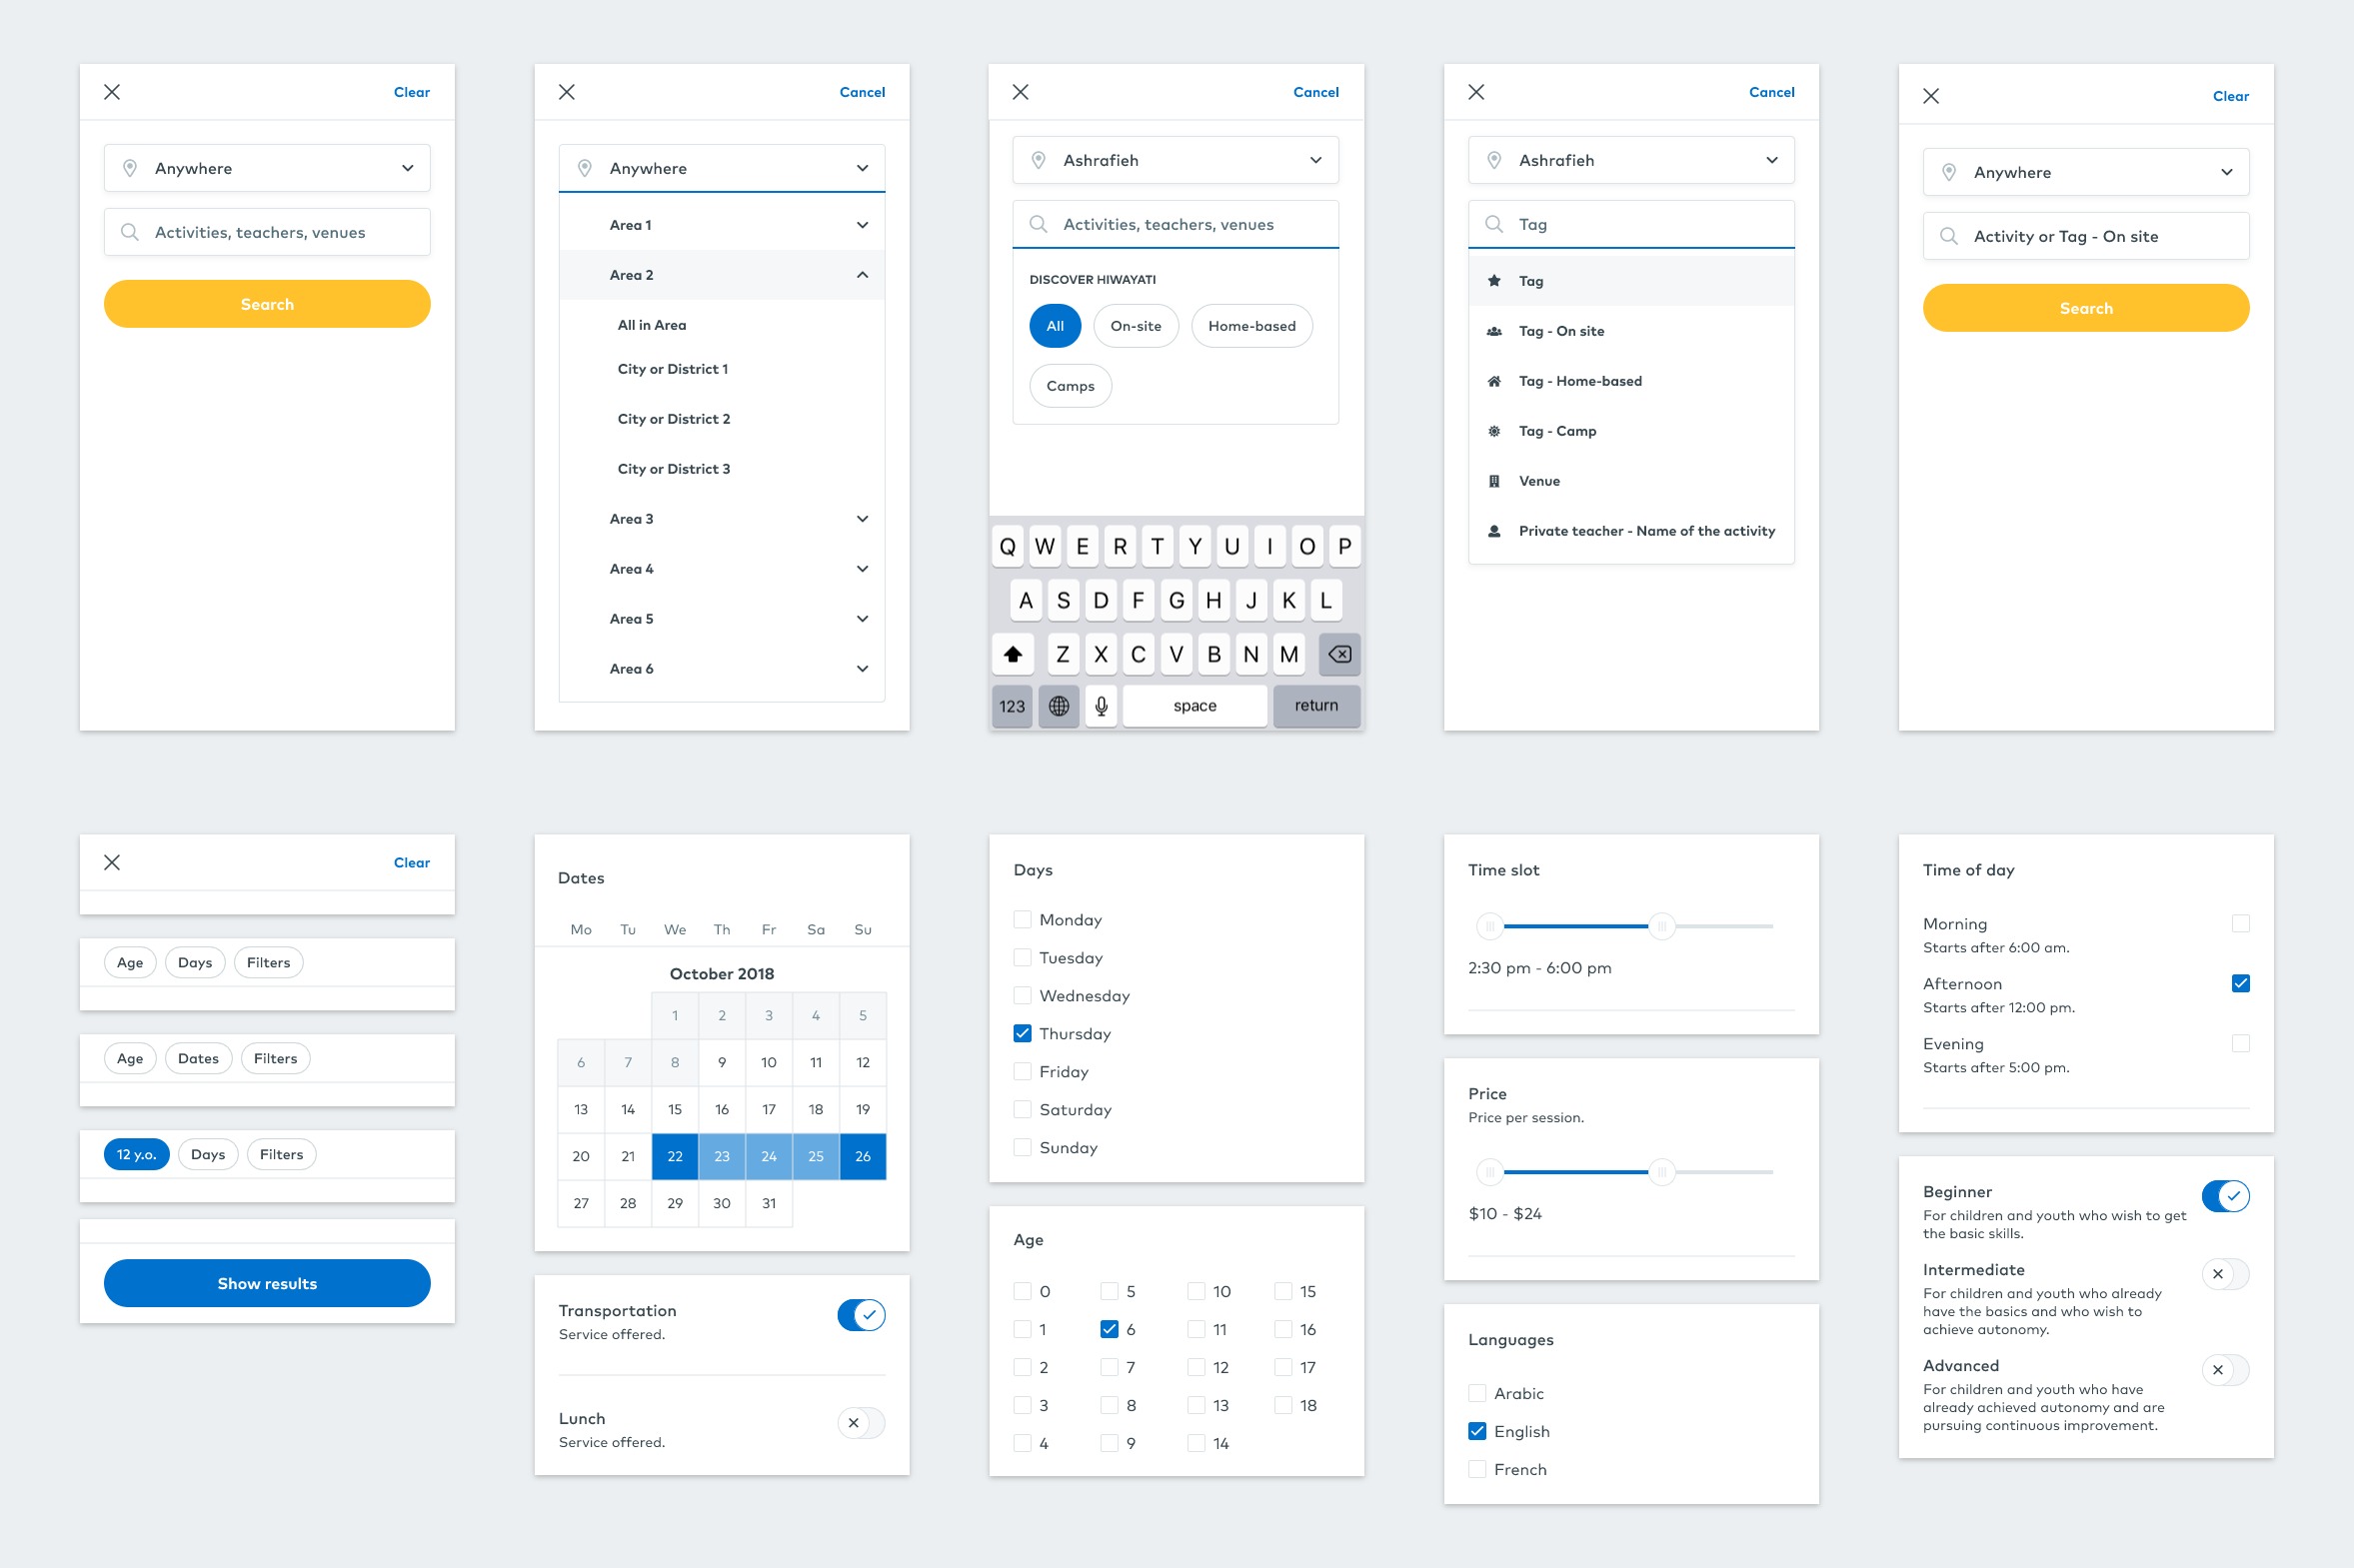 Clear
Anywhere
Activities, teachers, venues
Search
Cancel
Anywhere
Area 1
Area 2
All in Area
City or District 1
City or District 2
City or District 3
Area 3
Area 4
Area 5
Area 6
Cancel
Ashrafieh
Activities, teachers, venues
DISCOVER HIWAYATI
All On-site Home-based
Camps
Q W E R T Y U I O P
A S D F G H J K L
Z X C V B N M
123 space return
Cancel
Ashrafieh
Tag
Tag
Tag - On site
Tag - Home-based
Tag - Camp
Venue
Private teacher - Name of the activity
Clear
Anywhere
Activity or Tag - On site
Search
Clear
Age Days Filters
Age Dates Filters
12 y.o. Days Filters
Show results
Dates
Mo Tu We Th Fr Sa Su
October 2018
1 2 3 4 5
6 7 8 9 10 11 12
13 14 15 16 17 18 19
20 21 22 23 24 25 26
27 28 29 30 31
Transportation
Service offered.
Lunch
Service offered.
Days
Monday
Tuesday
Wednesday
Thursday
Friday
Saturday
Sunday
Age
0 5 10 15
1 6 11 16
2 7 12 17
3 8 13 18
4 9 14
Time slot
2:30 pm - 6:00 pm
Price
Price per session.
$10 - $24
Languages
Arabic
English
French
Time of day
Morning
Starts after 6:00 am.
Afternoon
Starts after 12:00 pm.
Evening
Starts after 5:00 pm.
Beginner
For children and youth who wish to get
the basic skills.
Intermediate
For children and youth who already
have the basics and who wish to
achieve autonomy.
Advanced
For children and youth who have
already achieved autonomy and are
pursuing continuous improvement.